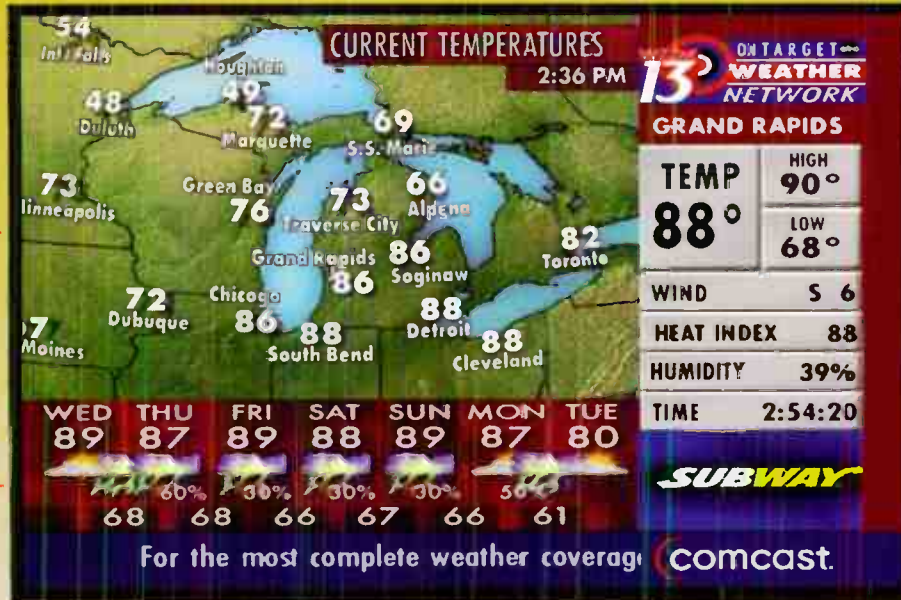 CURRENT TEMPERATURES
2:36 PM
54
Int'l Falls
Houghton
49
48
Duluth
72
Marquette
69
S.S. Marie
73
Minneapolis
Green Bay
76
73
Traverse City
66
Alpena
Grand Rapids
86
86
Soginaw
82
Toronto
72
Dubuque
Chicago
86
88
South Bend
88
Detroit
88
Cleveland
Moines
13
ON TARGET
WEATHER
NETWORK
GRAND RAPIDS
TEMP
88°
HIGH
90°
LOW
68°
WIND S 6
HEAT INDEX 88
HUMIDITY 39%
TIME 2:54:20
WED THU FRI SAT SUN MON TUE
89 87 89 88 89 87 80
60% 30% 30% 30% 50%
68 68 66 67 66 61
SUBWAY
For the most complete weather coverage
comcast.